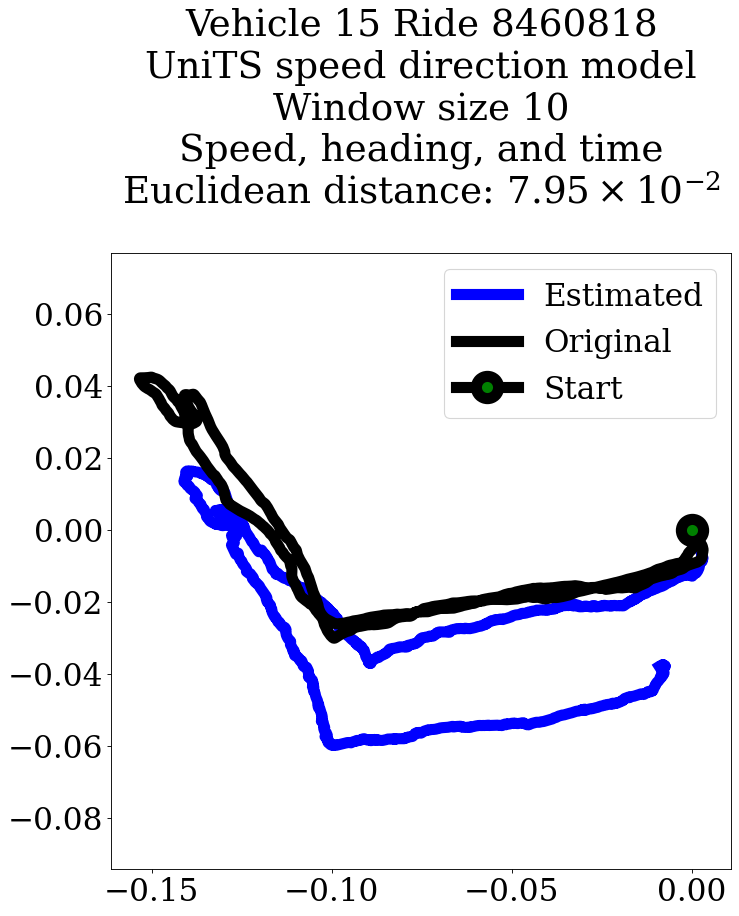 Vehicle 15 Ride 8460818
UniTS speed direction model
Window size 10
Speed, heading, and time
Euclidean distance: 7.95 × 10⁻²
Estimated
Original
Start
0.06
0.04
0.02
0.00
−0.02
−0.04
−0.06
−0.08
−0.15
−0.10
−0.05
0.00